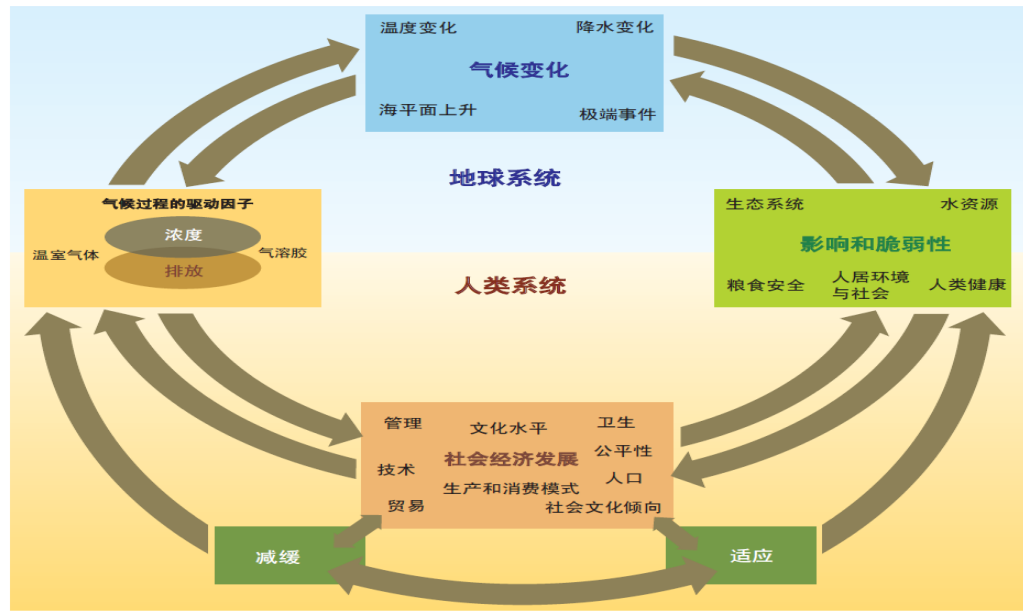 温度变化
降水变化
气候变化
海平面上升
极端事件
地球系统
气候过程的驱动因子
浓度
温室气体
气溶胶
排放
生态系统
水资源
影响和脆弱性
粮食安全
人居环境
与社会
人类健康
人类系统
管理
文化水平
卫生
社会经济发展
公平性
技术
人口
生产和消费模式
贸易
社会文化倾向
减缓
适应